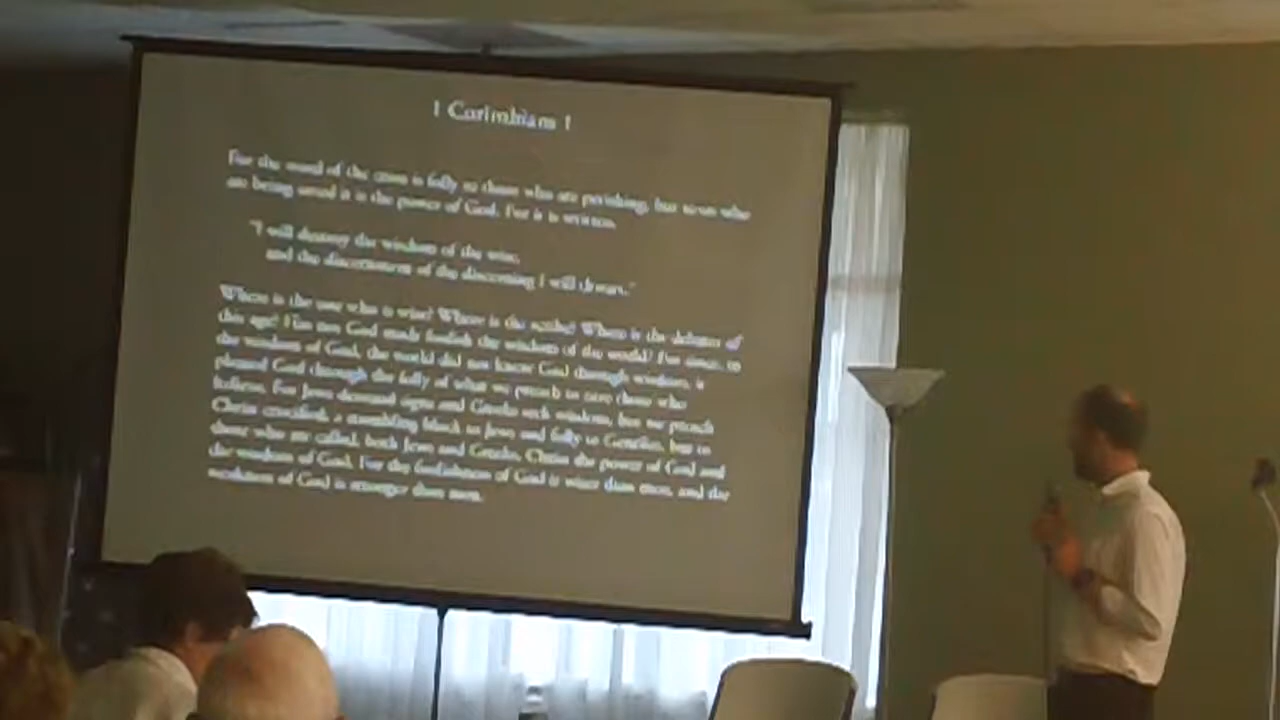 1 Corinthians 1
For the word of the cross is folly to those who are perishing, but to us who
are being saved it is the power of God. For it is written,
"I will destroy the wisdom of the wise,
and the discernment of the discerning I will thwart."
Where is the one who is wise? Where is the scribe? Where is the debater of
this age? Has not God made foolish the wisdom of the world? For since, in
the wisdom of God, the world did not know God through wisdom, it
pleased God through the folly of what we preach to save those who
believe. For Jews demand signs and Greeks seek wisdom, but we preach
Christ crucified, a stumbling block to Jews and folly to Gentiles, but to
those who are called, both Jews and Greeks, Christ the power of God and
the wisdom of God. For the foolishness of God is wiser than men, and the
weakness of God is stronger than men.